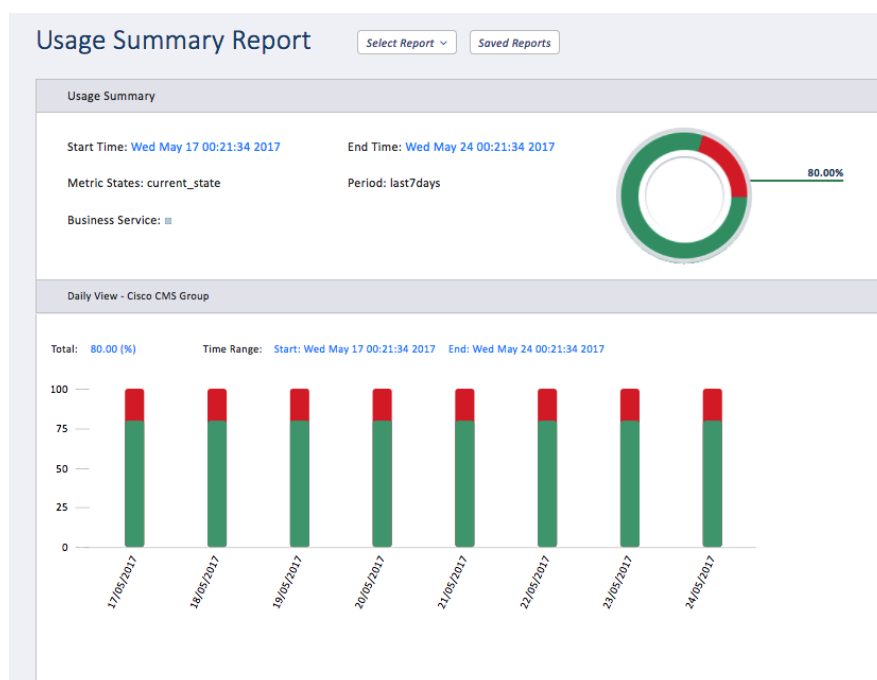 Usage Summary Report
Select Report
Saved Reports
Usage Summary
Start Time: Wed May 17 00:21:34 2017
End Time: Wed May 24 00:21:34 2017
Metric States: current_state
Period: last7days
Business Service:
80.00%
Daily View - Cisco CMS Group
Total: 80.00 (%)
Time Range: Start: Wed May 17 00:21:34 2017 End: Wed May 24 00:21:34 2017
100
75
50
25
0
17/05/2017
18/05/2017
19/05/2017
20/05/2017
21/05/2017
22/05/2017
23/05/2017
24/05/2017